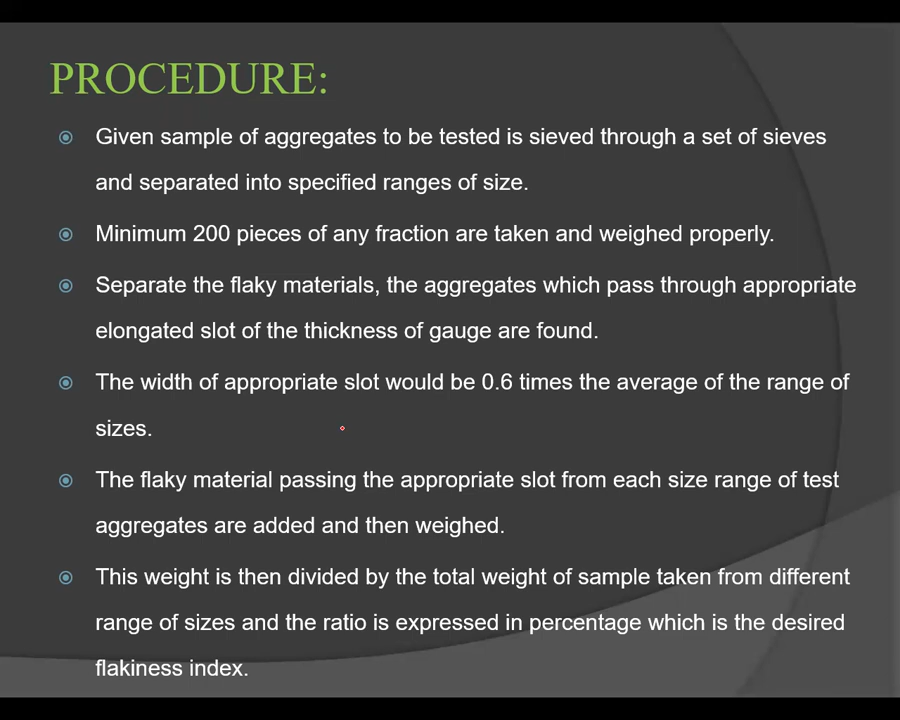 PROCEDURE:
Given sample of aggregates to be tested is sieved through a set of sieves
and separated into specified ranges of size.
Minimum 200 pieces of any fraction are taken and weighed properly.
Separate the flaky materials, the aggregates which pass through appropriate
elongated slot of the thickness of gauge are found.
The width of appropriate slot would be 0.6 times the average of the range of
sizes.
The flaky material passing the appropriate slot from each size range of test
aggregates are added and then weighed.
This weight is then divided by the total weight of sample taken from different
range of sizes and the ratio is expressed in percentage which is the desired
flakiness index.